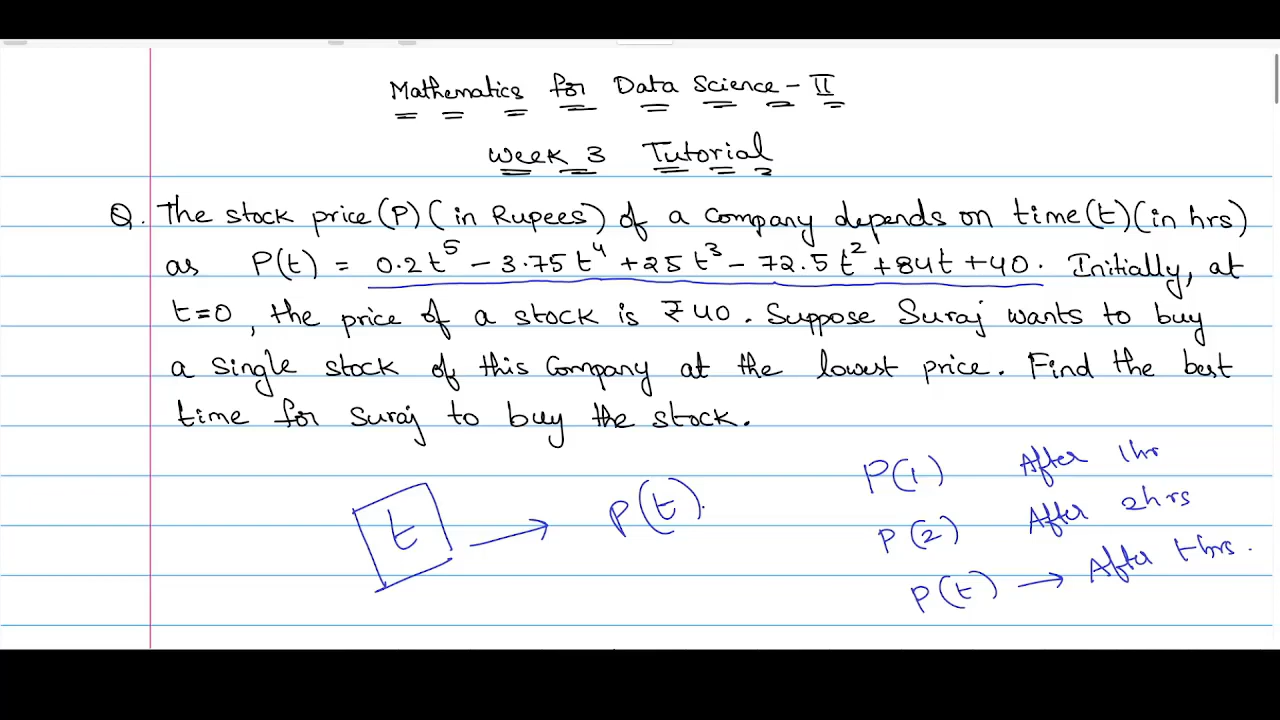 Mathematics for Data Science - II
Week 3 Tutorial
Q. The stock price (P) (in Rupees) of a company depends on time (t) (in hrs)
as P(t) = 0.2t⁵ - 3.75t⁴ + 25t³ - 72.5t² + 84t + 40. Initially, at
t=0, the price of a stock is ₹40. Suppose Suraj wants to buy
a single stock of this company at the lowest price. Find the best
time for Suraj to buy the stock.
P(1) After 1hr
t → P(t).
P(2) After 2hrs
P(t) → After t hrs.